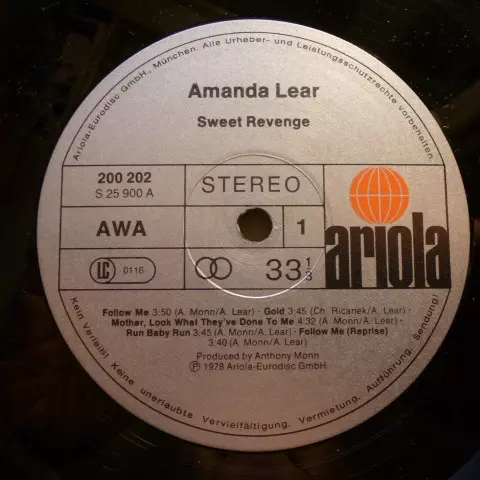 Ariola-Eurodisc GmbH., München. Alle Urheber- und Leistungsschutzrechte vorbehalten.
Amanda Lear
Sweet Revenge
200 202
S 25 900 A
STEREO
AWA
1
ariola
LC 0116
33 1/3
Follow Me 3:50 (A. Monn/A. Lear) · Gold 3:45 (Ch. Ricanek/A. Lear) ·
Mother, Look What They've Done To Me 4:32 (A. Monn/A. Lear) ·
Run Baby Run 3:45 (A. Monn/A. Lear) · Follow Me (Reprise)
3:40 (A. Monn/A. Lear)
Produced by Anthony Monn
Ⓟ 1978 Ariola-Eurodisc GmbH.
Kein Verleih! Keine unerlaubte Vervielfältigung, Vermietung, Aufführung, Sendung!